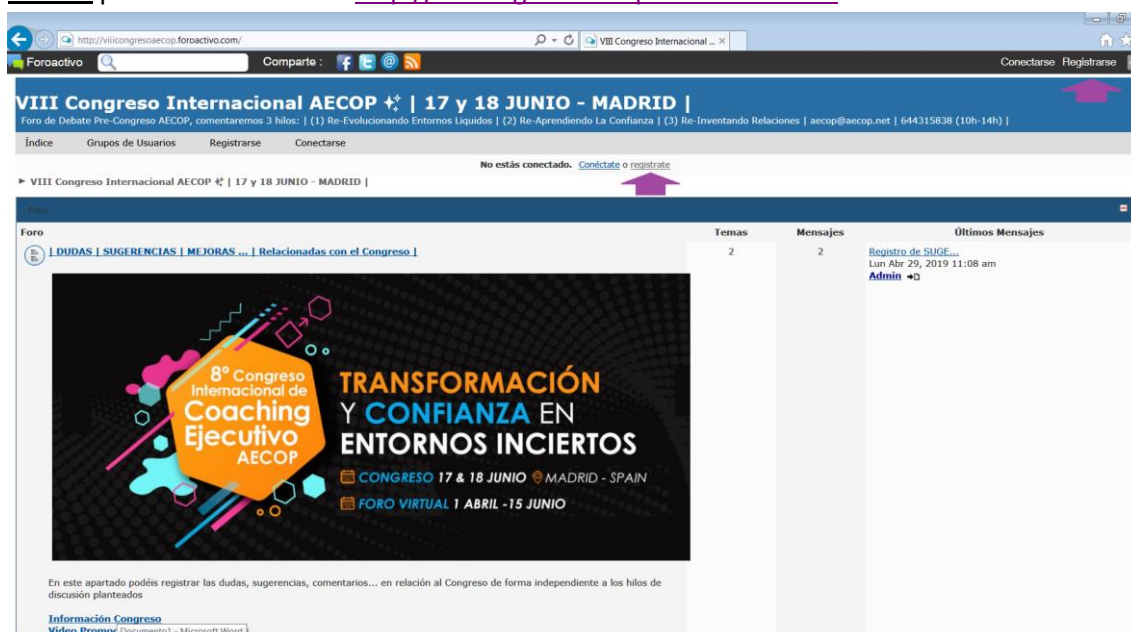 http://viiicongresoaecop.foroactivo.com/
VIII Congreso Internacional ...
Foroactivo
Comparte :
Conectarse Registrarse
VIII Congreso Internacional AECOP | 17 y 18 JUNIO - MADRID |
Foro de Debate Pre-Congreso AECOP, comentaremos 3 hilos: | (1) Re-Evolucionando Entornos Liquidos | (2) Re-Aprendiendo La Confianza | (3) Re-Inventando Relaciones | aecop@aecop.net | 644315838 (10h-14h) |
Índice Grupos de Usuarios Registrarse Conectarse
No estás conectado. Conéctate o registrate
VIII Congreso Internacional AECOP | 17 y 18 JUNIO - MADRID |
Foro
Foro Temas Mensajes Últimos Mensajes
| DUDAS | SUGERENCIAS | MEJORAS ... | Relacionadas con el Congreso |
2
2
Registro de SUGE...
Lun Abr 29, 2019 11:08 am
Admin
8º Congreso
Internacional de
Coaching
Ejecutivo
AECOP
TRANSFORMACIÓN
Y CONFIANZA EN
ENTORNOS INCIERTOS
CONGRESO 17 & 18 JUNIO MADRID - SPAIN
FORO VIRTUAL 1 ABRIL -15 JUNIO
En este apartado podéis registrar las dudas, sugerencias, comentarios... en relación al Congreso de forma independiente a los hilos de
discusión planteados
Información Congreso